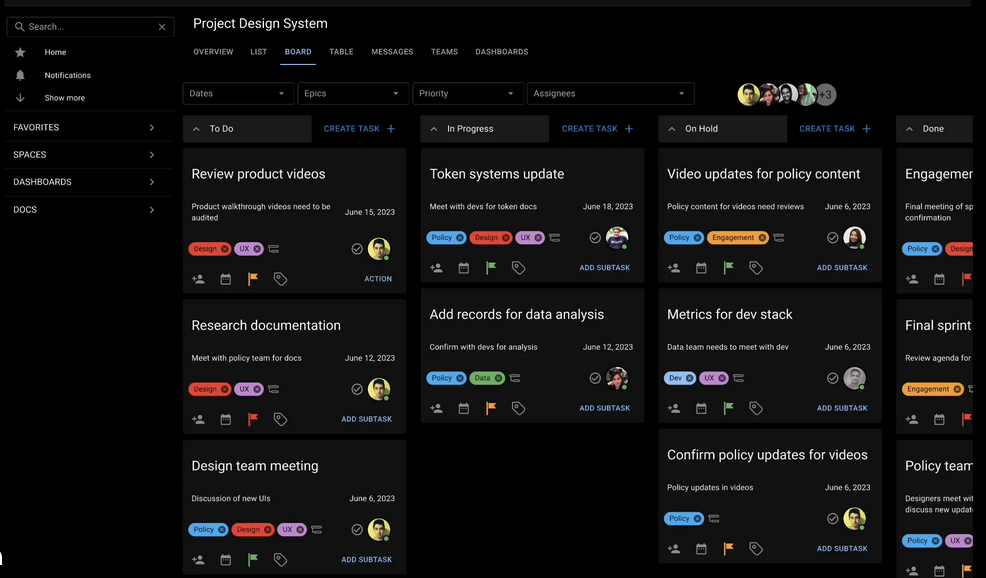 Search...
Project Design System
Home
Notifications
Show more
FAVORITES
SPACES
DASHBOARDS
DOCS
OVERVIEW LIST BOARD TABLE MESSAGES TEAMS DASHBOARDS
Dates Epics Priority Assignees +3
To Do CREATE TASK +
Review product videos
Product walkthrough videos need to be
audited
June 15, 2023
Design UX
ACTION
Research documentation
Meet with policy team for docs June 12, 2023
Design UX
ADD SUBTASK
Design team meeting
Discussion of new UIs June 6, 2023
Policy Design UX
ADD SUBTASK
In Progress CREATE TASK +
Token systems update
Meet with devs for token docs June 18, 2023
Policy Design UX
ADD SUBTASK
Add records for data analysis
Confirm with devs for analysis June 12, 2023
Policy Data
ADD SUBTASK
On Hold CREATE TASK +
Video updates for policy content
Policy content for videos need reviews June 6, 2023
Policy Engagement
ADD SUBTASK
Metrics for dev stack
Data team needs to meet with dev June 6, 2023
Dev UX
ADD SUBTASK
Confirm policy updates for videos
Policy updates in videos June 6, 2023
Policy
ADD SUBTASK
Done
Engagemen
Final meeting of sp
confirmation
Policy Design
Final sprint
Review agenda for
Engagement
Policy team
Designers meet wit
discuss new updat
Policy UX